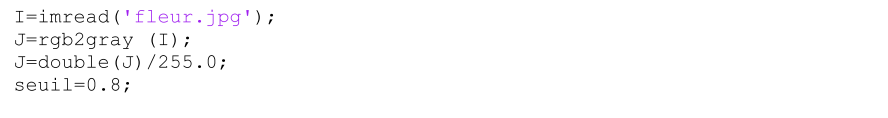 I=imread('fleur.jpg');
J=rgb2gray (I);
J=double(J)/255.0;
seuil=0.8;